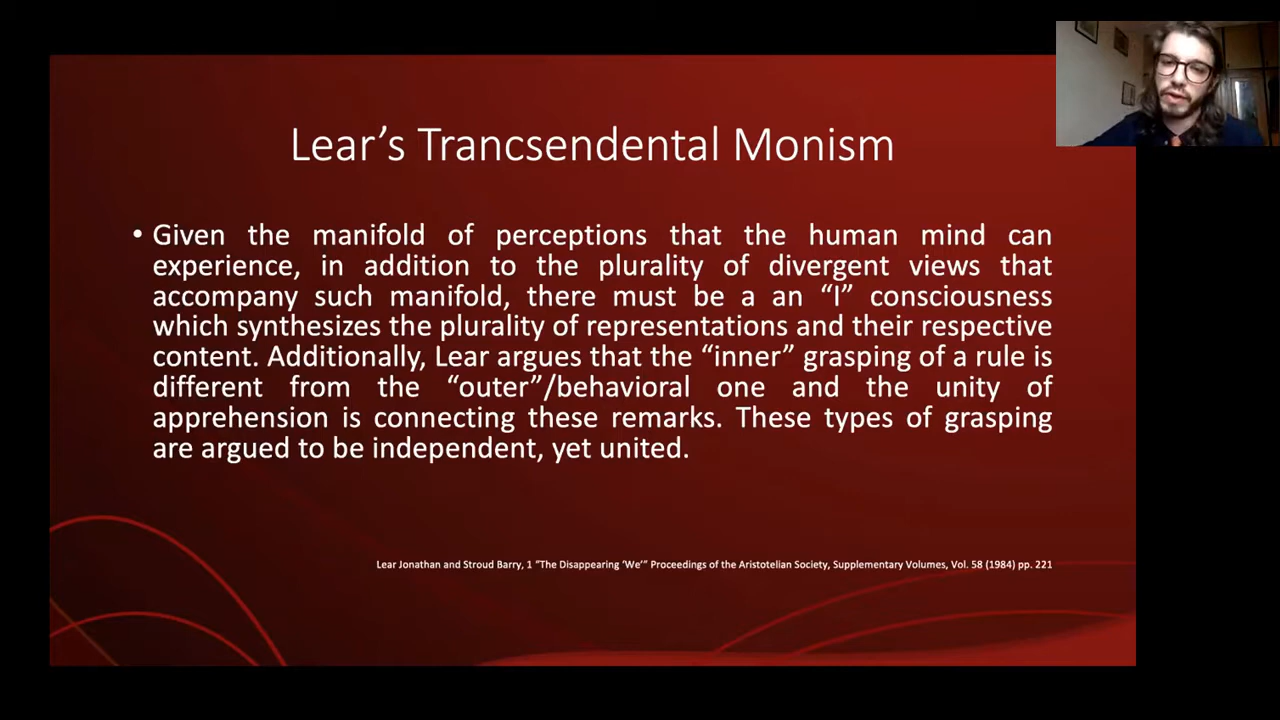 Lear’s Trancsendental Monism
• Given the manifold of perceptions that the human mind can
experience, in addition to the plurality of divergent views that
accompany such manifold, there must be a an “I” consciousness
which synthesizes the plurality of representations and their respective
content. Additionally, Lear argues that the “inner” grasping of a rule is
different from the “outer”/behavioral one and the unity of
apprehension is connecting these remarks. These types of grasping
are argued to be independent, yet united.
Lear Jonathan and Stroud Barry, 1 “The Disappearing ‘We’” Proceedings of the Aristotelian Society, Supplementary Volumes, Vol. 58 (1984) pp. 221